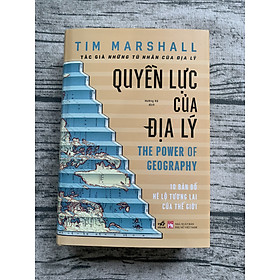 TIM MARSHALL
TÁC GIẢ NHỮNG TÙ NHÂN CỦA ĐỊA LÝ
QUYỀN LỰC
CỦA
ĐỊA LÝ
THE POWER OF
GEOGRAPHY
10 BẢN ĐỒ
HÉ LỘ TƯƠNG LAI
CỦA THẾ GIỚI